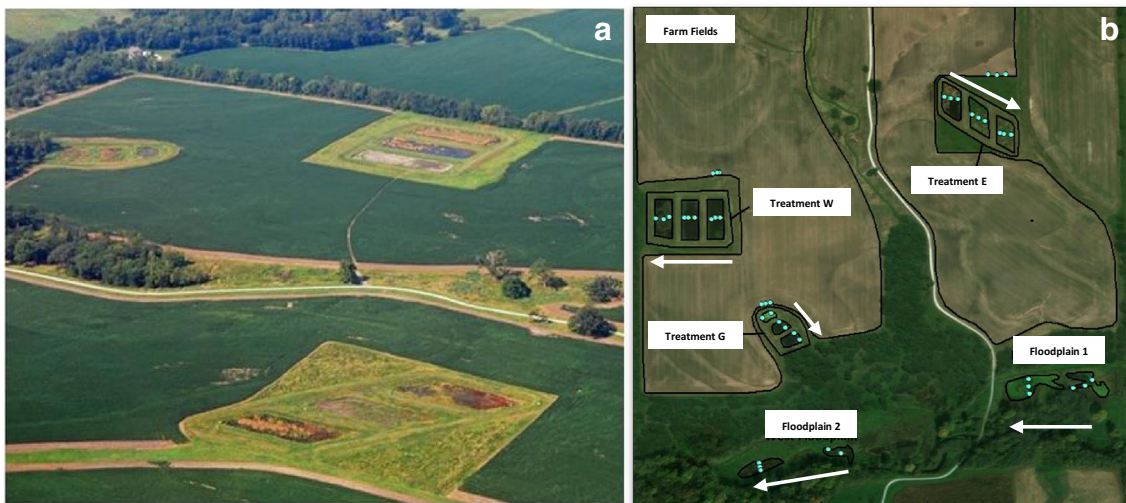 a
b
Farm Fields
Treatment E
Treatment W
Treatment G
Floodplain 1
Floodplain 2